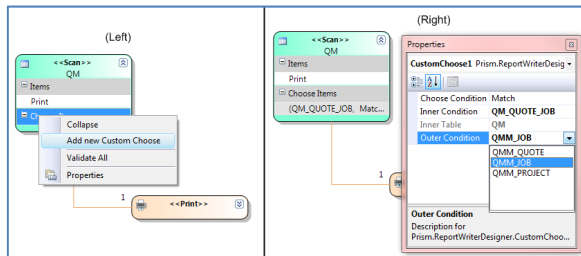 (Left)
<<Scan>>
QM
Items
Print
Collapse
Add new Custom Choose
Validate All
Properties
1
<<Print>>
(Right)
<<Scan>>
QM
Items
Print
Choose Items
(QM_QUOTE_JOB, Matc...
1
Properties
CustomChoose1 Prism.ReportWriterDesig
Choose Condition Match
Inner Condition QM_QUOTE_JOB
Inner Table QM
Outer Condition QMM_JOB
QMM_QUOTE
QMM_JOB
QMM_PROJECT
Outer Condition
Description for
Prism.ReportWriterDesigner.CustomChoo...